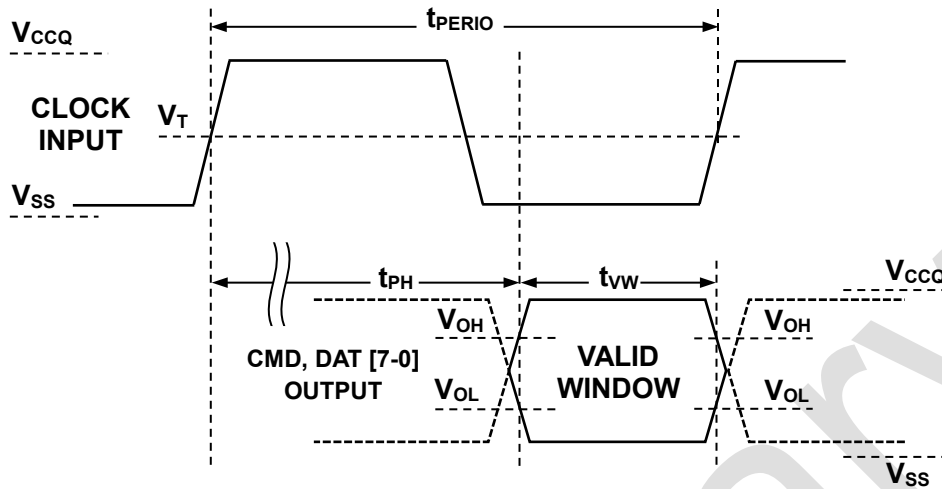 tPERIO
VCCQ
CLOCK
INPUT
VT
VSS
tPH
tVW
VCCQ
VOH
VOH
CMD, DAT [7-0]
OUTPUT
VALID
WINDOW
VOL
VOL
VSS